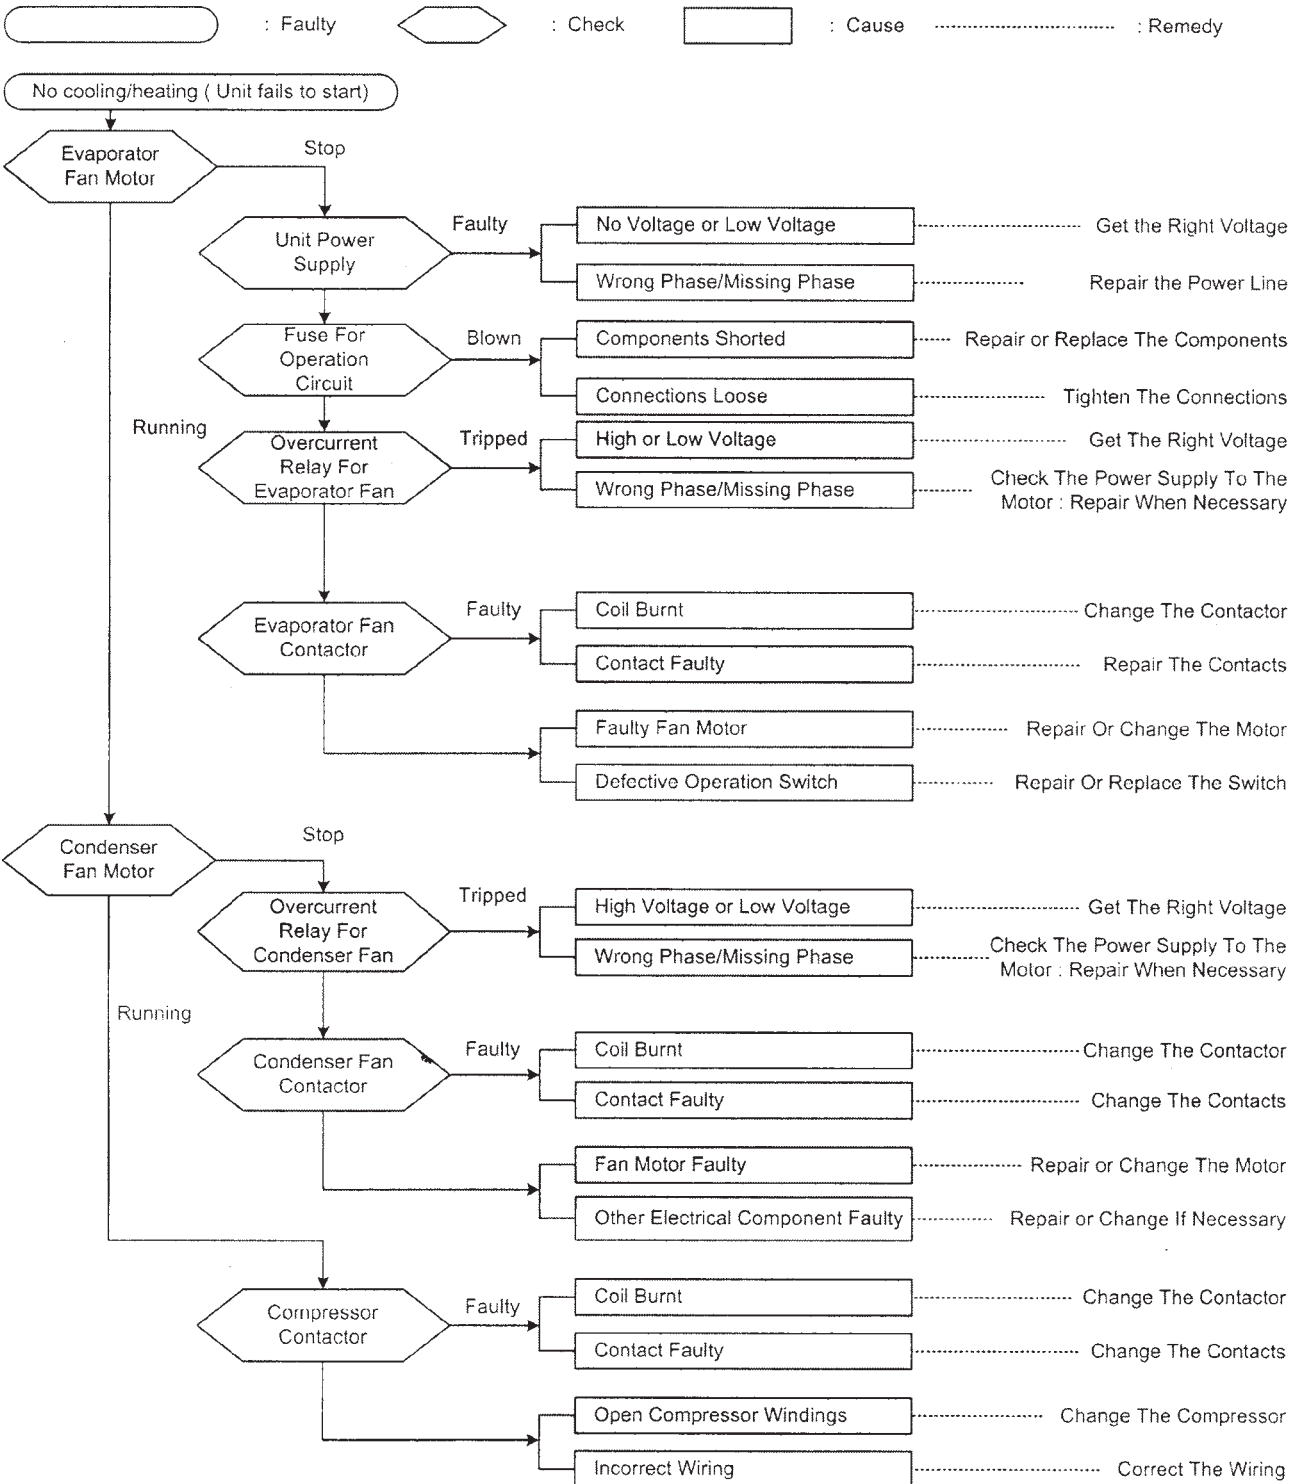 : Faulty : Check : Cause : Remedy
No cooling/heating ( Unit fails to start)
Evaporator
Fan Motor
Stop
Unit Power
Supply
Faulty
No Voltage or Low Voltage
Get the Right Voltage
Wrong Phase/Missing Phase
Repair the Power Line
Fuse For
Operation
Circuit
Blown
Components Shorted
Repair or Replace The Components
Connections Loose
Tighten The Connections
Running
Overcurrent
Relay For
Evaporator Fan
Tripped
High or Low Voltage
Get The Right Voltage
Wrong Phase/Missing Phase
Check The Power Supply To The
Motor : Repair When Necessary
Evaporator Fan
Contactor
Faulty
Coil Burnt
Change The Contactor
Contact Faulty
Repair The Contacts
Faulty Fan Motor
Repair Or Change The Motor
Defective Operation Switch
Repair Or Replace The Switch
Condenser
Fan Motor
Stop
Overcurrent
Relay For
Condenser Fan
Tripped
High Voltage or Low Voltage
Get The Right Voltage
Wrong Phase/Missing Phase
Check The Power Supply To The
Motor : Repair When Necessary
Running
Condenser Fan
Contactor
Faulty
Coil Burnt
Change The Contactor
Contact Faulty
Change The Contacts
Fan Motor Faulty
Repair or Change The Motor
Other Electrical Component Faulty
Repair or Change If Necessary
Compressor
Contactor
Faulty
Coil Burnt
Change The Contactor
Contact Faulty
Change The Contacts
Open Compressor Windings
Change The Compressor
Incorrect Wiring
Correct The Wiring